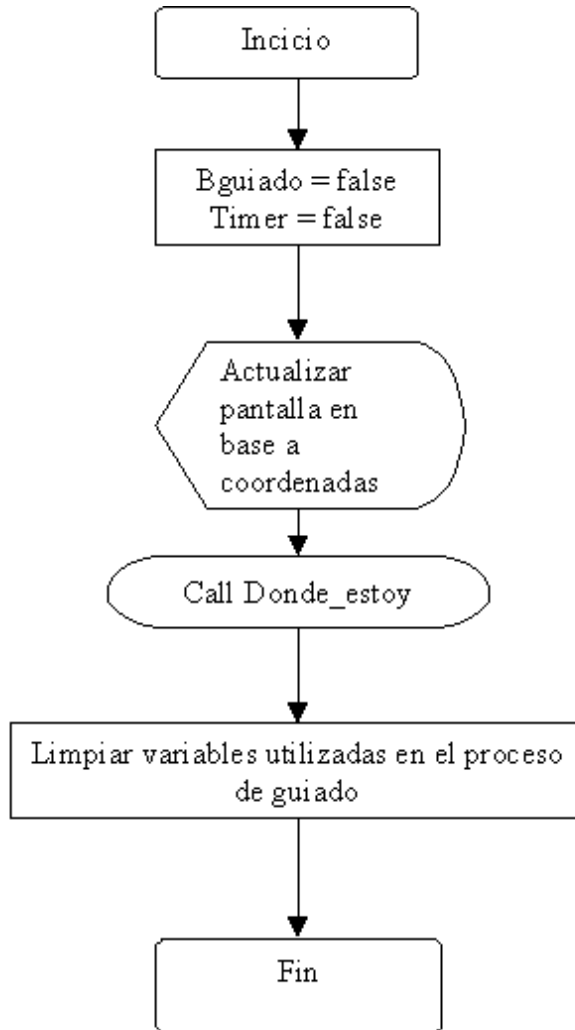 Incicio
Bguiado = false
Timer = false
Actualizar
pantalla en
base a
coordenadas
Call Donde_estoy
Limpiar variables utilizadas en el proceso
de guiado
Fin